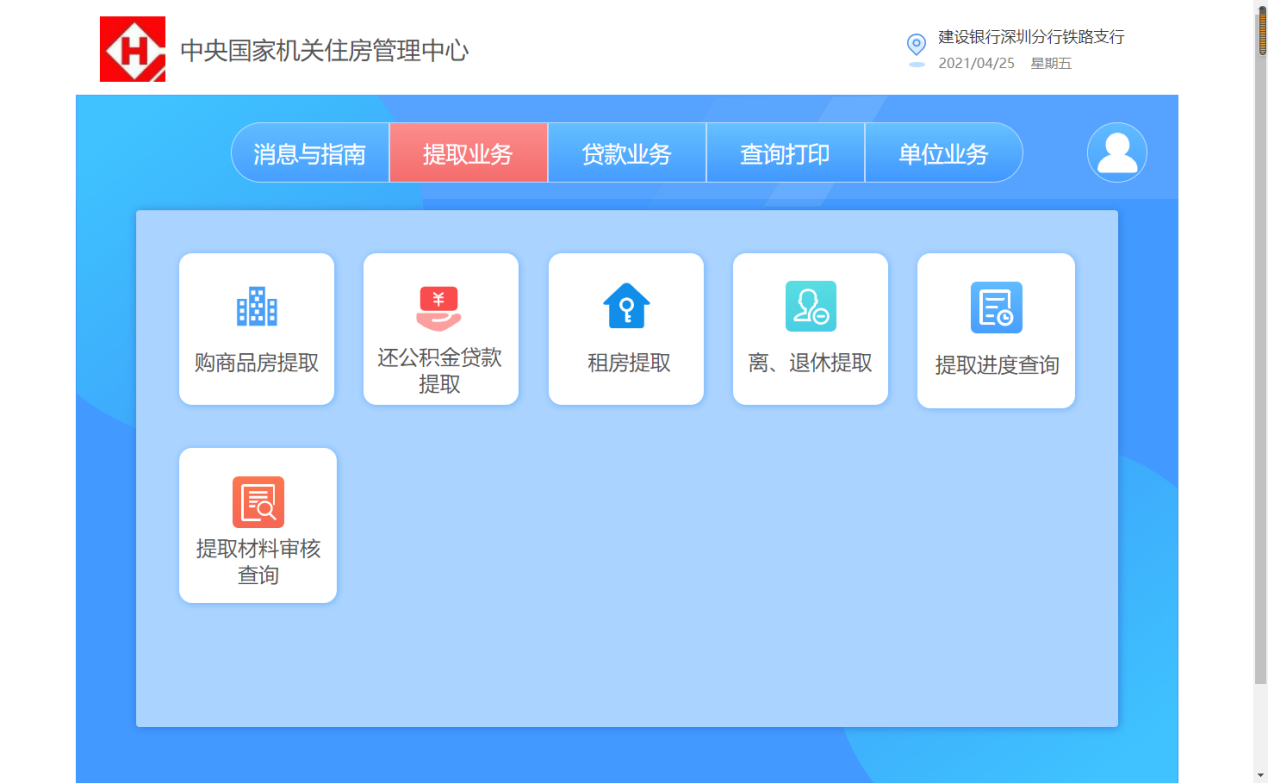 中央国家机关住房管理中心
建设银行深圳分行铁路支行
2021/04/25 星期五
消息与指南
提取业务
贷款业务
查询打印
单位业务
购商品房提取
还公积金贷款
提取
租房提取
离、退休提取
提取进度查询
提取材料审核
查询